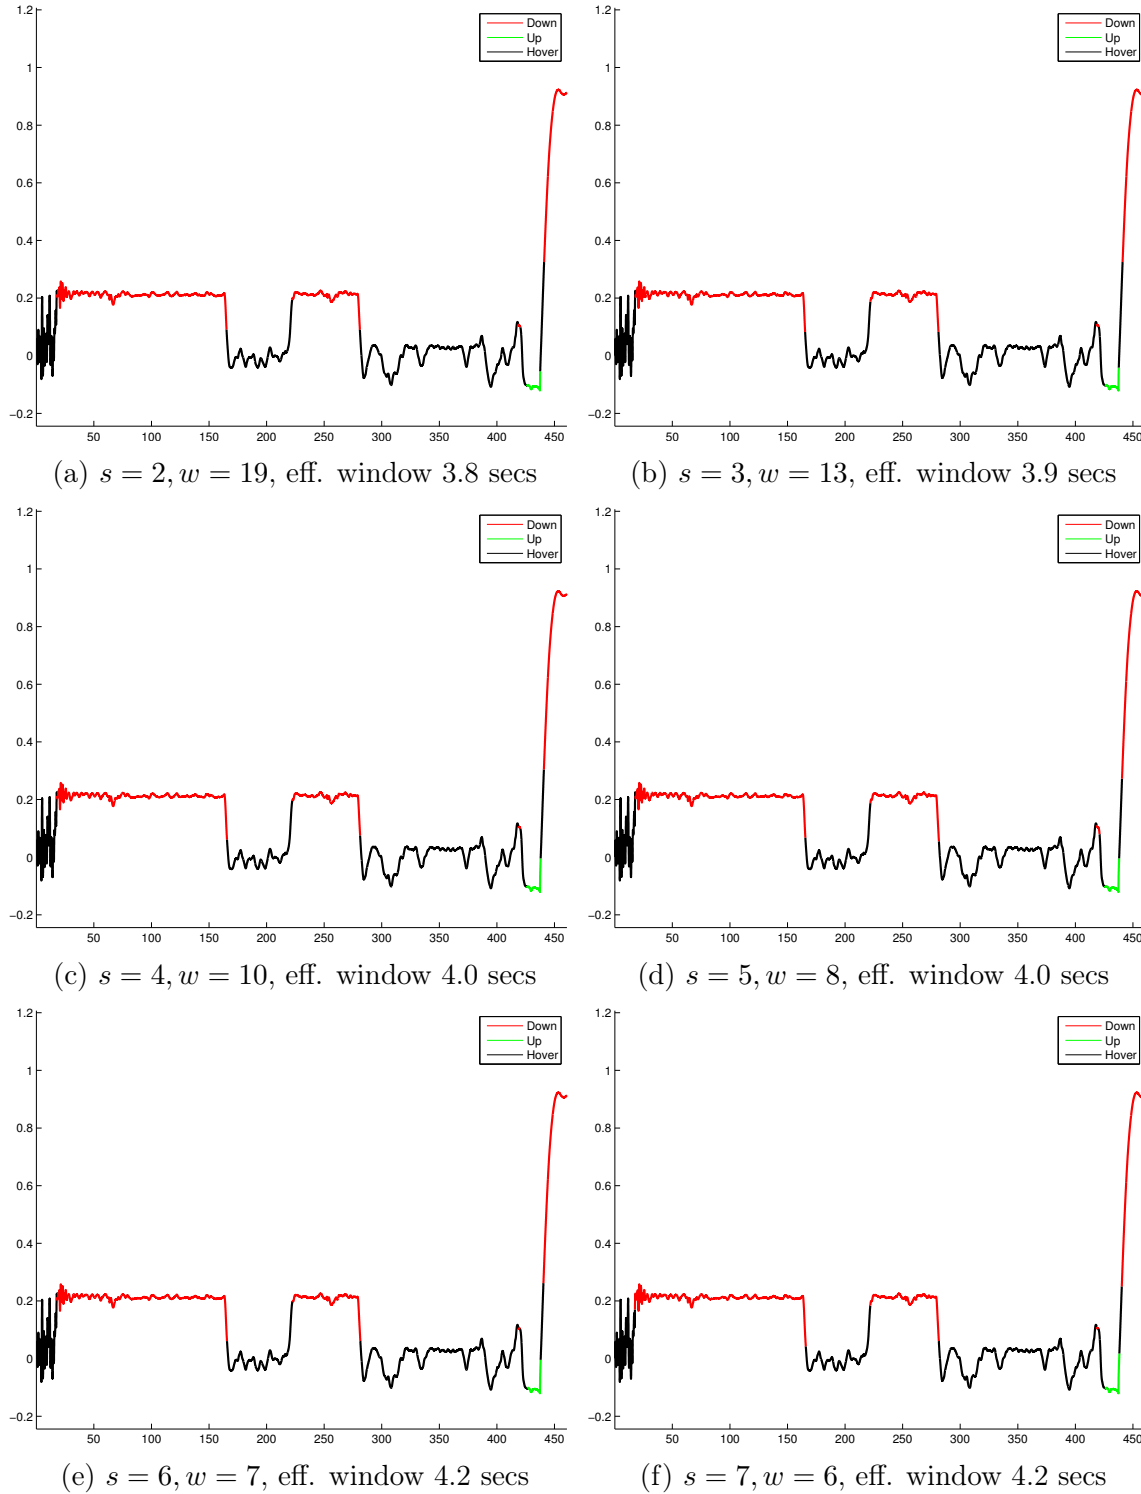 1.2
1
0.8
0.6
0.4
0.2
0
−0.2
50 100 150 200 250 300 350 400 450
Down
Up
Hover
(a) s = 2, w = 19, eff. window 3.8 secs
1.2
1
0.8
0.6
0.4
0.2
0
−0.2
50 100 150 200 250 300 350 400 450
Down
Up
Hover
(b) s = 3, w = 13, eff. window 3.9 secs
1.2
1
0.8
0.6
0.4
0.2
0
−0.2
50 100 150 200 250 300 350 400 450
Down
Up
Hover
(c) s = 4, w = 10, eff. window 4.0 secs
1.2
1
0.8
0.6
0.4
0.2
0
−0.2
50 100 150 200 250 300 350 400 450
Down
Up
Hover
(d) s = 5, w = 8, eff. window 4.0 secs
1.2
1
0.8
0.6
0.4
0.2
0
−0.2
50 100 150 200 250 300 350 400 450
Down
Up
Hover
(e) s = 6, w = 7, eff. window 4.2 secs
1.2
1
0.8
0.6
0.4
0.2
0
−0.2
50 100 150 200 250 300 350 400 450
Down
Up
Hover
(f) s = 7, w = 6, eff. window 4.2 secs